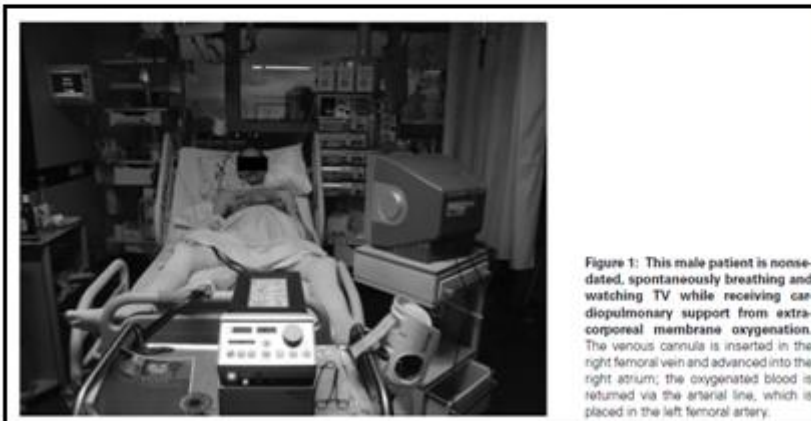 Figure 1: This male patient is nonse-
dated, spontaneously breathing and
watching TV while receiving car-
diopulmonary support from extra-
corporeal membrane oxygenation.
The venous cannula is inserted in the
right femoral vein and advanced into the
right atrium; the oxygenated blood is
returned via the arterial line, which is
placed in the left femoral artery.